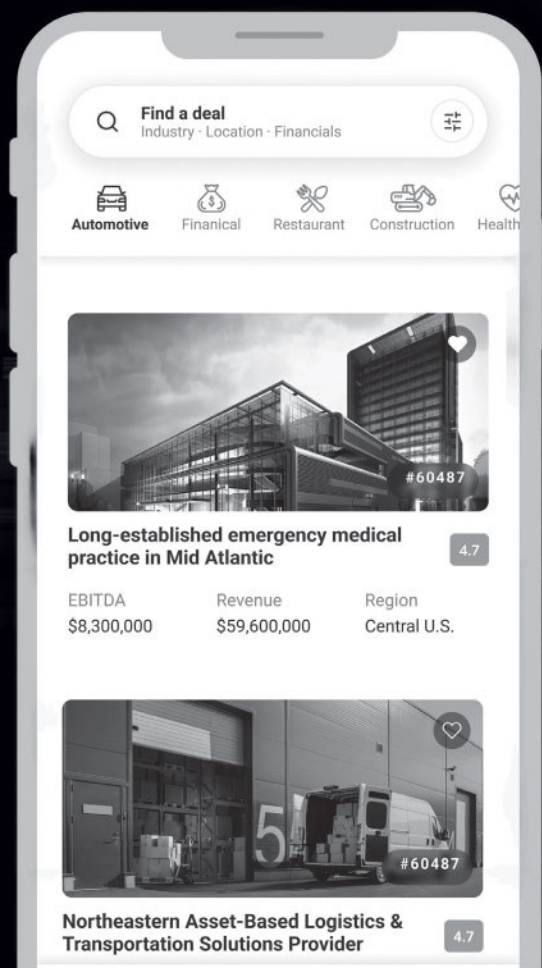 Find a deal
Industry · Location · Financials
Automotive
Finanical
Restaurant
Construction
Health
#60487
Long-established emergency medical
practice in Mid Atlantic
4.7
EBITDA
Revenue
Region
$8,300,000
$59,600,000
Central U.S.
5
#60487
Northeastern Asset-Based Logistics &
Transportation Solutions Provider
4.7